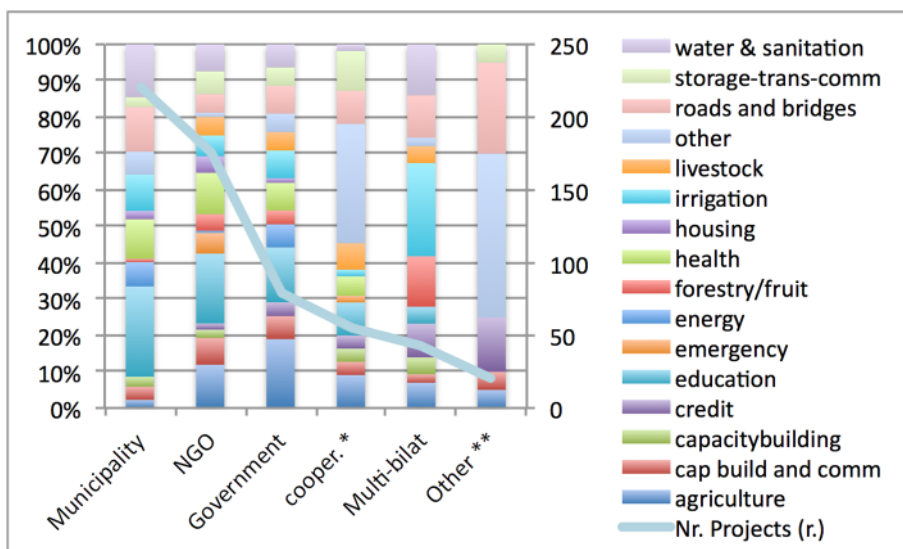 100%
90%
80%
70%
60%
50%
40%
30%
20%
10%
0%
250
200
150
100
50
0
Municipality
NGO
Government
cooper. *
Multi-bilat
Other **
water & sanitation
storage-trans-comm
roads and bridges
other
livestock
irrigation
housing
health
forestry/fruit
energy
emergency
education
credit
capacitybuilding
cap build and comm
agriculture
Nr. Projects (r.)